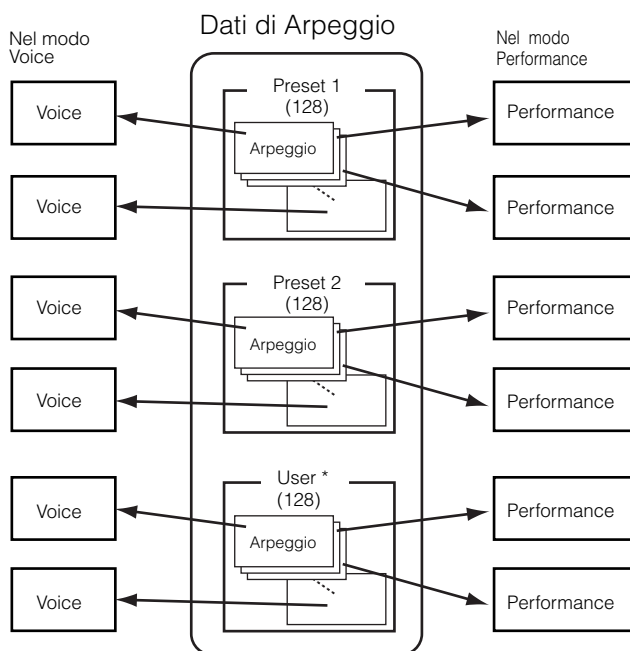 Dati di Arpeggio
Nel modo
Voice
Nel modo
Performance
Preset 1
(128)
Voice
Arpeggio
Performance
Voice
Performance
Preset 2
(128)
Voice
Arpeggio
Performance
Voice
Performance
User *
(128)
Voice
Arpeggio
Performance
Voice
Performance